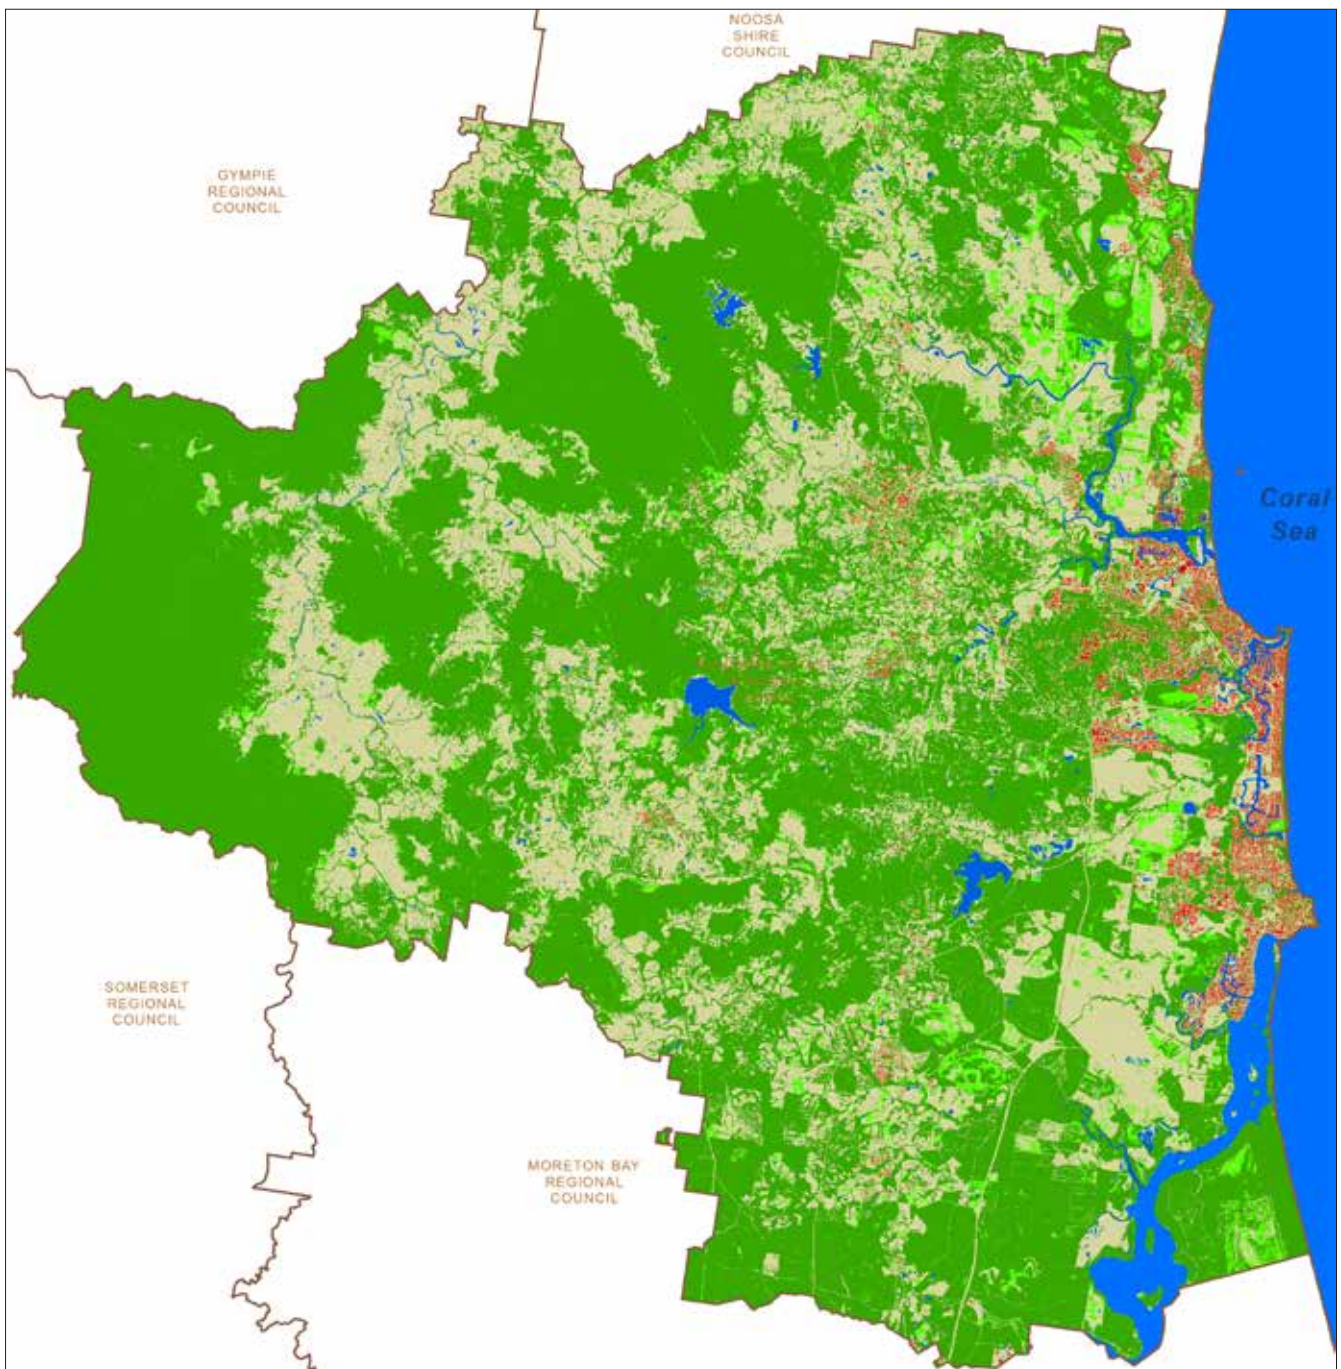 NOOSA
SHIRE
COUNCIL
GYMPIE
REGIONAL
COUNCIL
Coral
Sea
SOMERSET
REGIONAL
COUNCIL
MORETON BAY
REGIONAL
COUNCIL